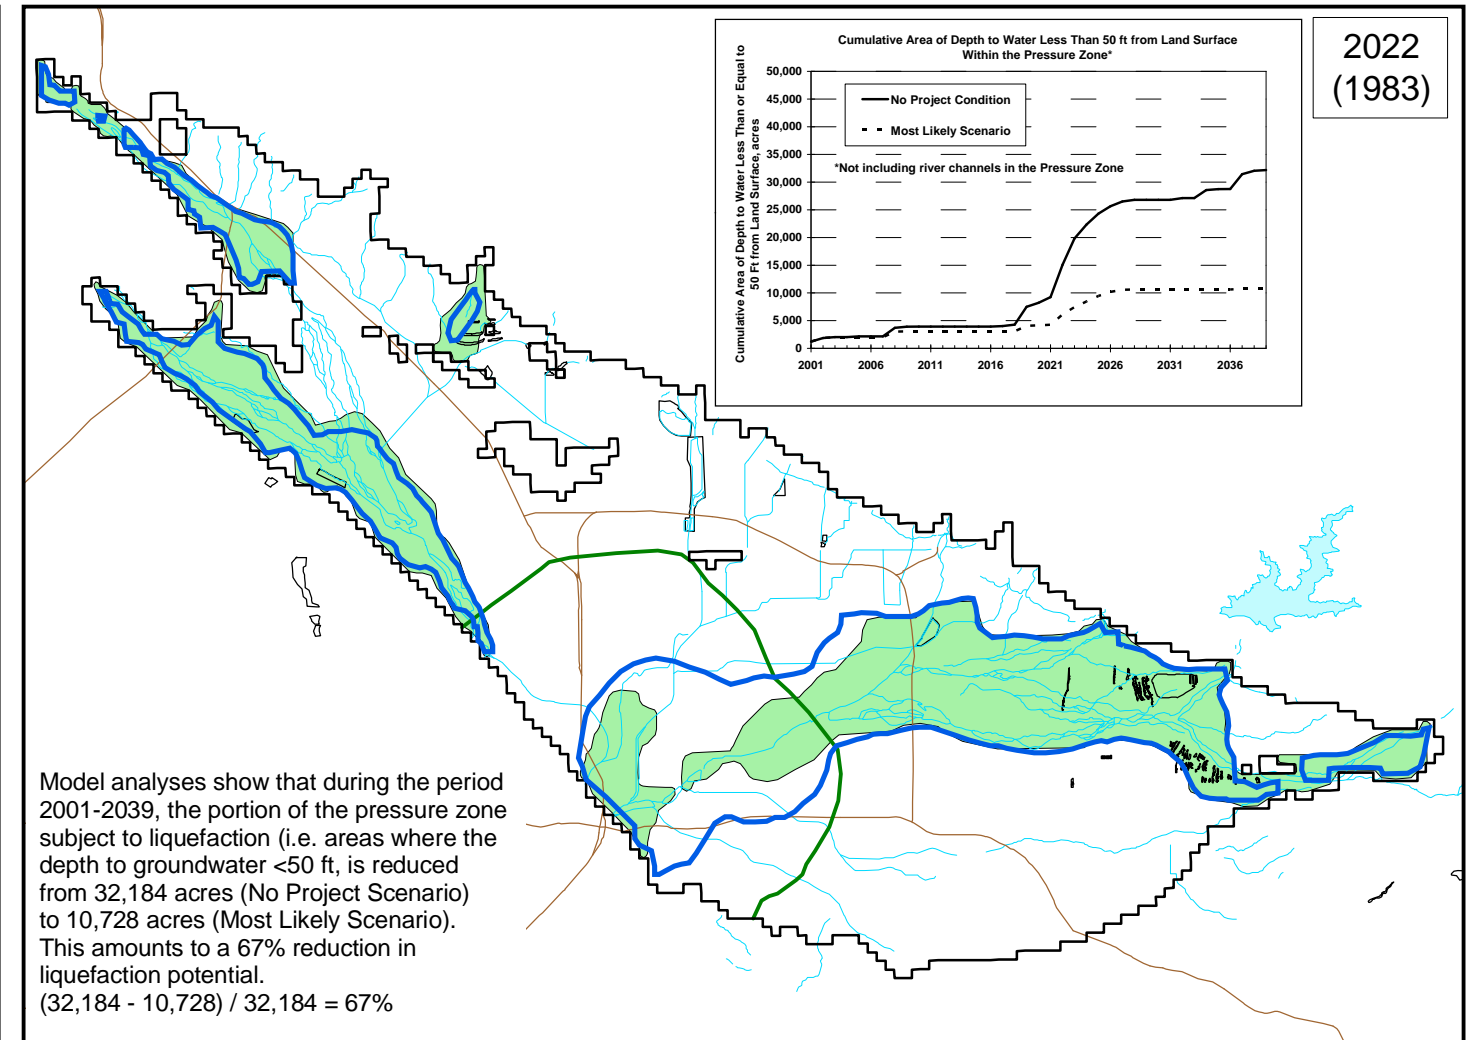 Cumulative Area of Depth to Water Less Than 50 ft from Land Surface
Within the Pressure Zone*
Cumulative Area of Depth to Water Less Than or Equal to
50 Ft from Land Surface, acres
50,000
45,000
40,000
35,000
30,000
25,000
20,000
15,000
10,000
5,000
0
2001
2006
2011
2016
2021
2026
2031
2036
No Project Condition
Most Likely Scenario
*Not including river channels in the Pressure Zone
2022
(1983)
Model analyses show that during the period
2001-2039, the portion of the pressure zone
subject to liquefaction (i.e. areas where the
depth to groundwater <50 ft, is reduced
from 32,184 acres (No Project Scenario)
to 10,728 acres (Most Likely Scenario).
This amounts to a 67% reduction in
liquefaction potential.
(32,184 - 10,728) / 32,184 = 67%